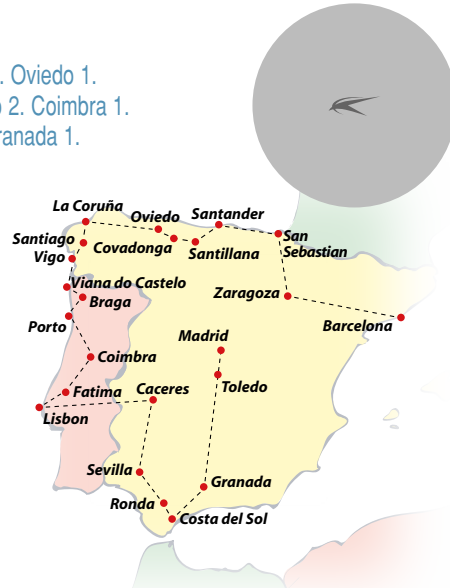 . Oviedo 1.
2. Coimbra 1.
ranada 1.
La Coruña
Oviedo
Santander
Santiago
Covadonga
San
Sebastian
Vigo
Santillana
Viana do Castelo
Braga
Zaragoza
Porto
Barcelona
Madrid
Coimbra
Toledo
Fatima
Caceres
Lisbon
Sevilla
Granada
Ronda
Costa del Sol